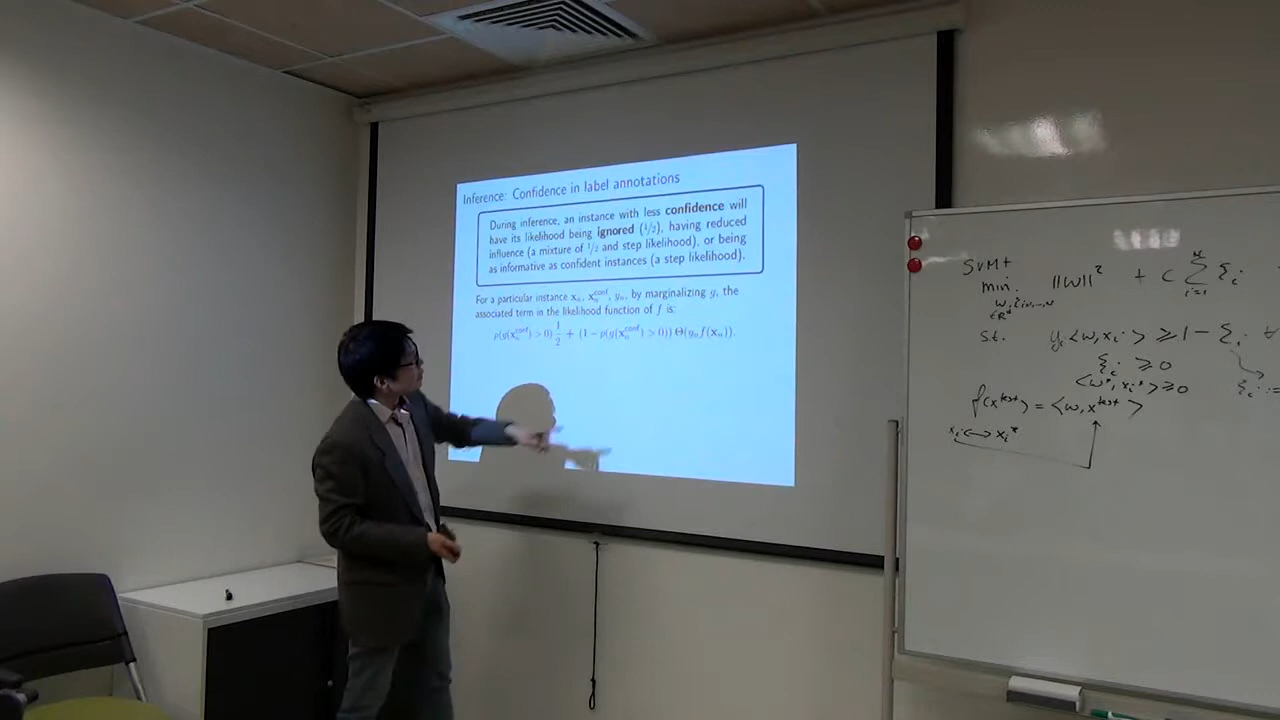 Inference: Confidence in label annotations
During inference, an instance with less confidence will
have its likelihood being ignored (1/2), having reduced
influence (a mixture of 1/2 and step likelihood), or being
as informative as confident instances (a step likelihood).
For a particular instance xₙ, xₙᶜᵒⁿᶠ, yₙ, by marginalizing g, the
associated term in the likelihood function of f is:
p(g(xₙᶜᵒⁿᶠ) > 0) 1/2 + (1 − p(g(xₙᶜᵒⁿᶠ) > 0)) Θ(yₙf(xₙ)).
SVM+
min. ||w||² + C Σ ξᵢ
s.t. yᵢ<w,xᵢ> ≥ 1 − ξᵢ
ξᵢ ≥ 0
<w*, xᵢ*> ≥ 0
f(xᵗᵉˢᵗ) = <w, xᵗᵉˢᵗ>
xᵢ ↔ xᵢ*